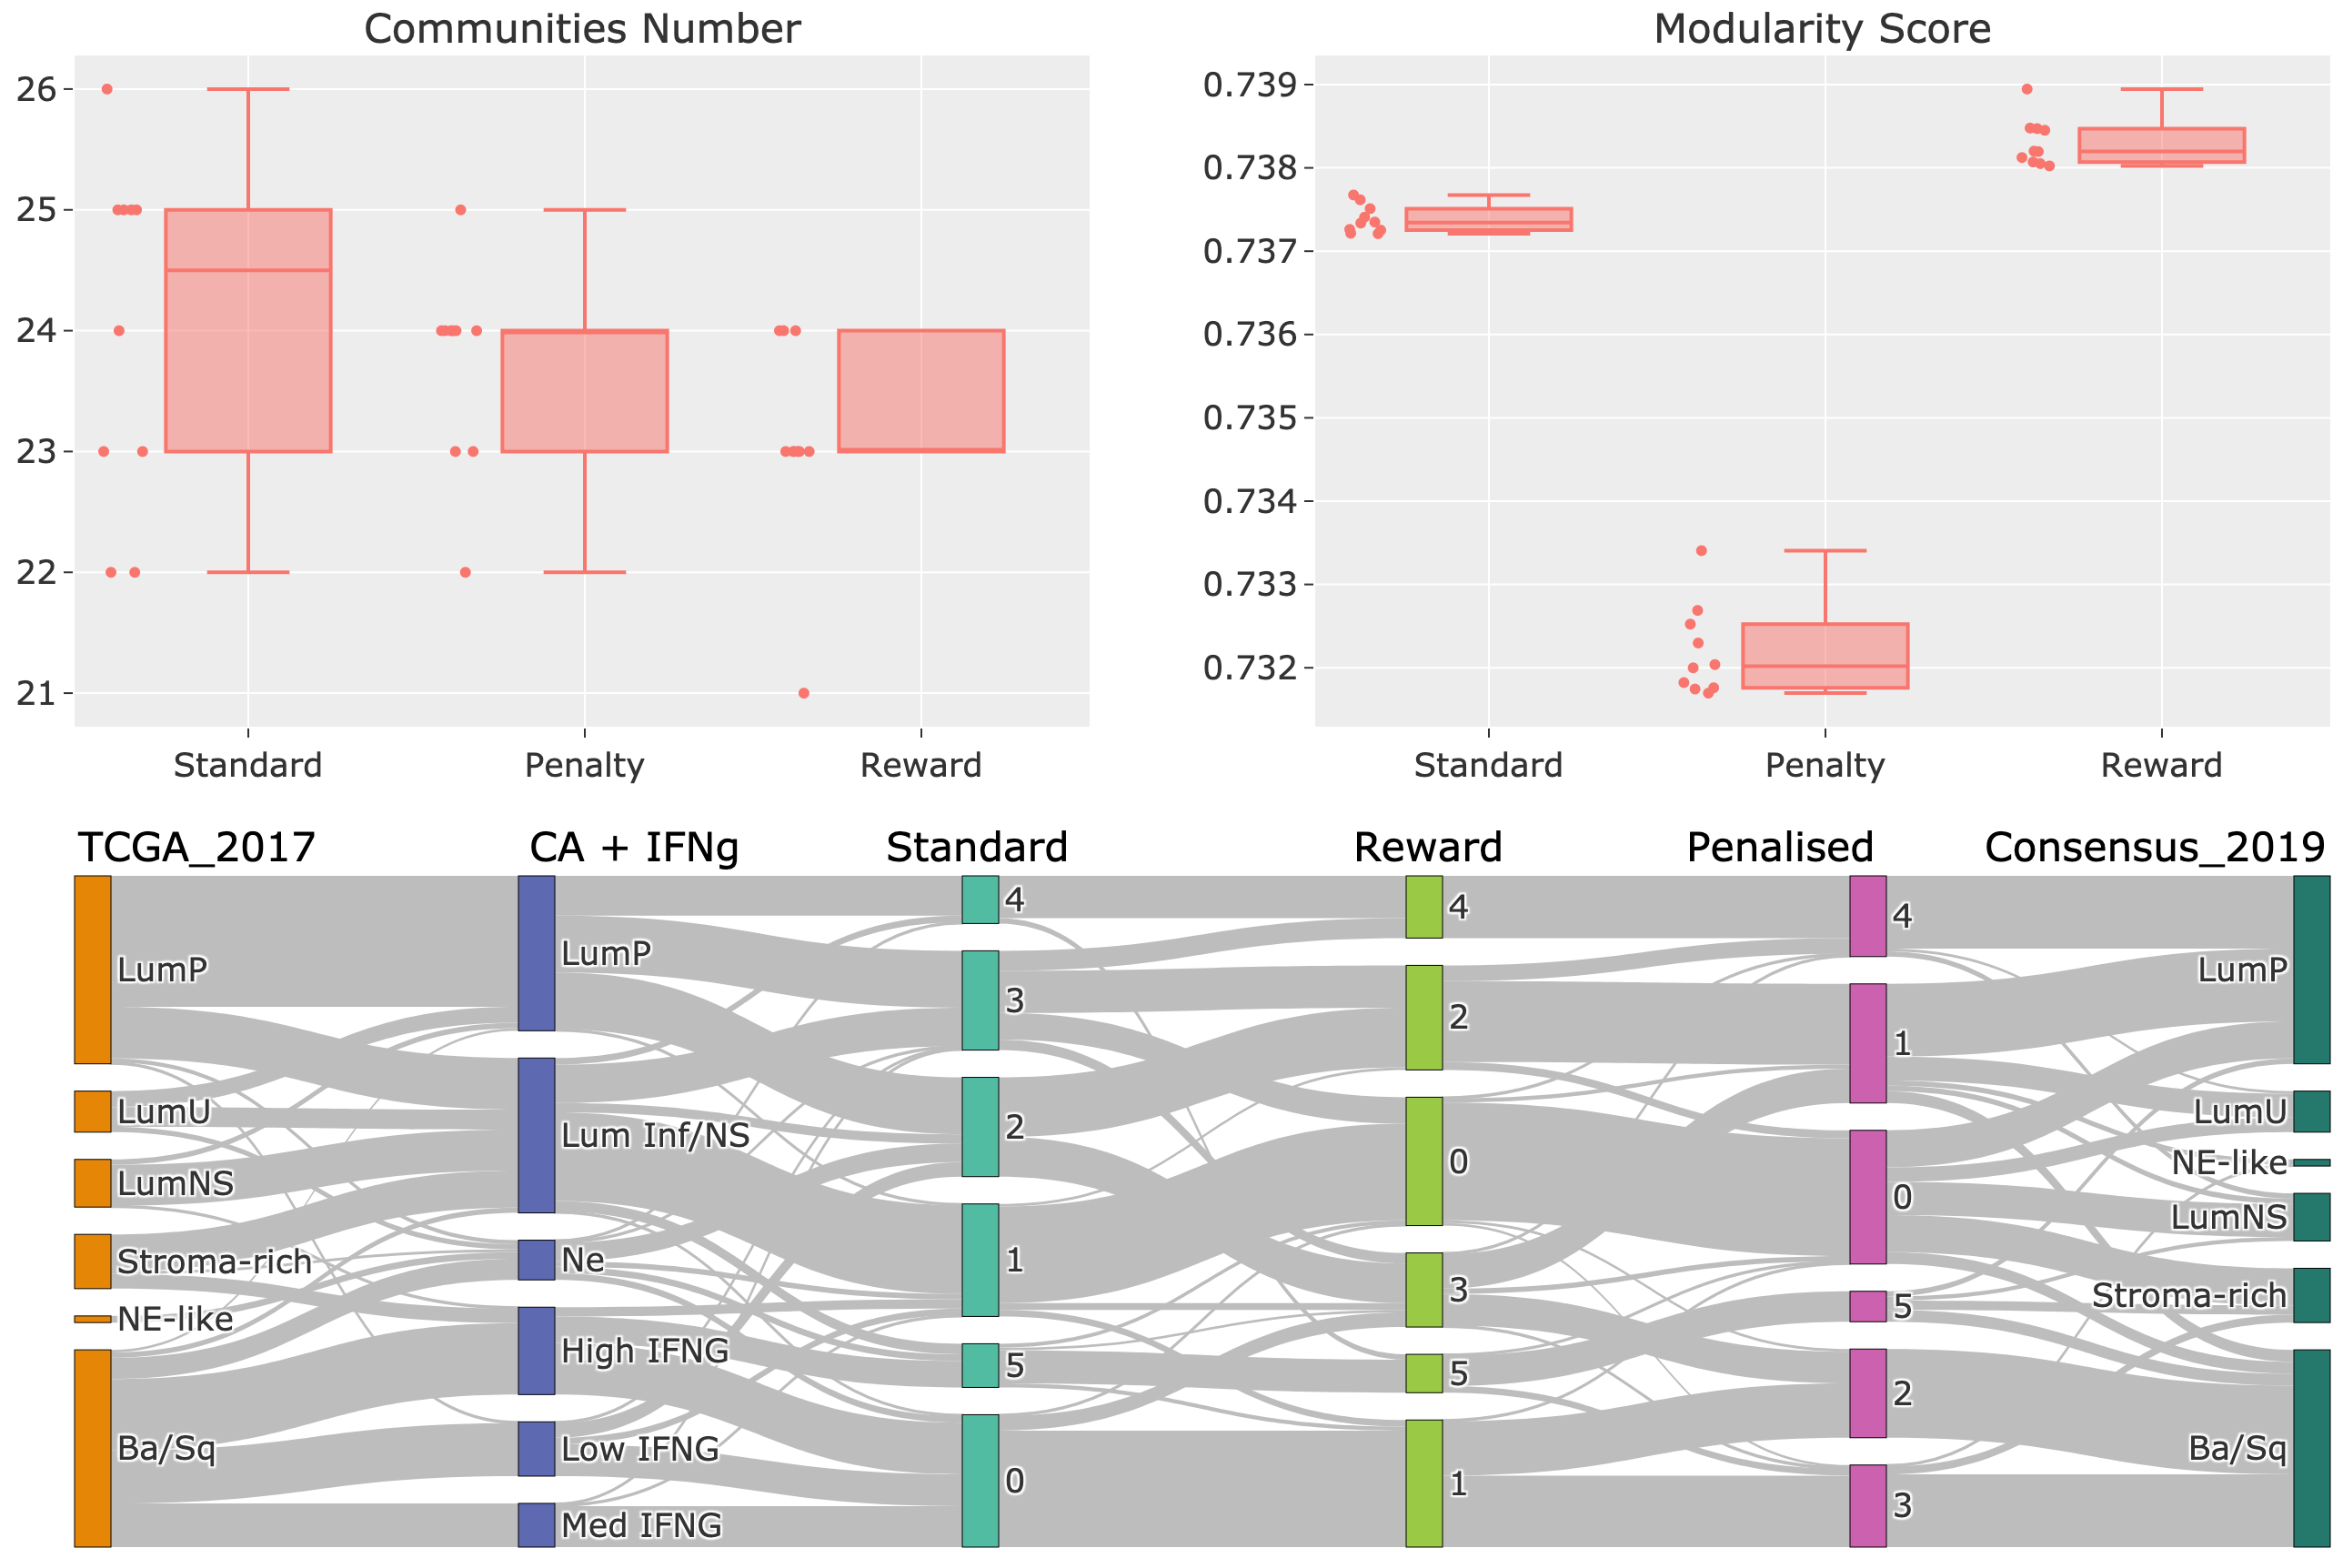 Communities Number
26
25
24
23
22
21
Standard
Penalty
Reward
Modularity Score
0.739
0.738
0.737
0.736
0.735
0.734
0.733
0.732
Standard
Penalty
Reward
TCGA_2017
CA + IFNg
Standard
Reward
Penalised
Consensus_2019
LumP
LumU
LumNS
Stroma-rich
NE-like
Ba/Sq
LumP
Lum Inf/NS
Ne
High IFNG
Low IFNG
Med IFNG
4
3
2
1
5
0
4
2
0
3
5
1
4
1
0
5
2
3
LumP
LumU
NE-like
LumNS
Stroma-rich
Ba/Sq